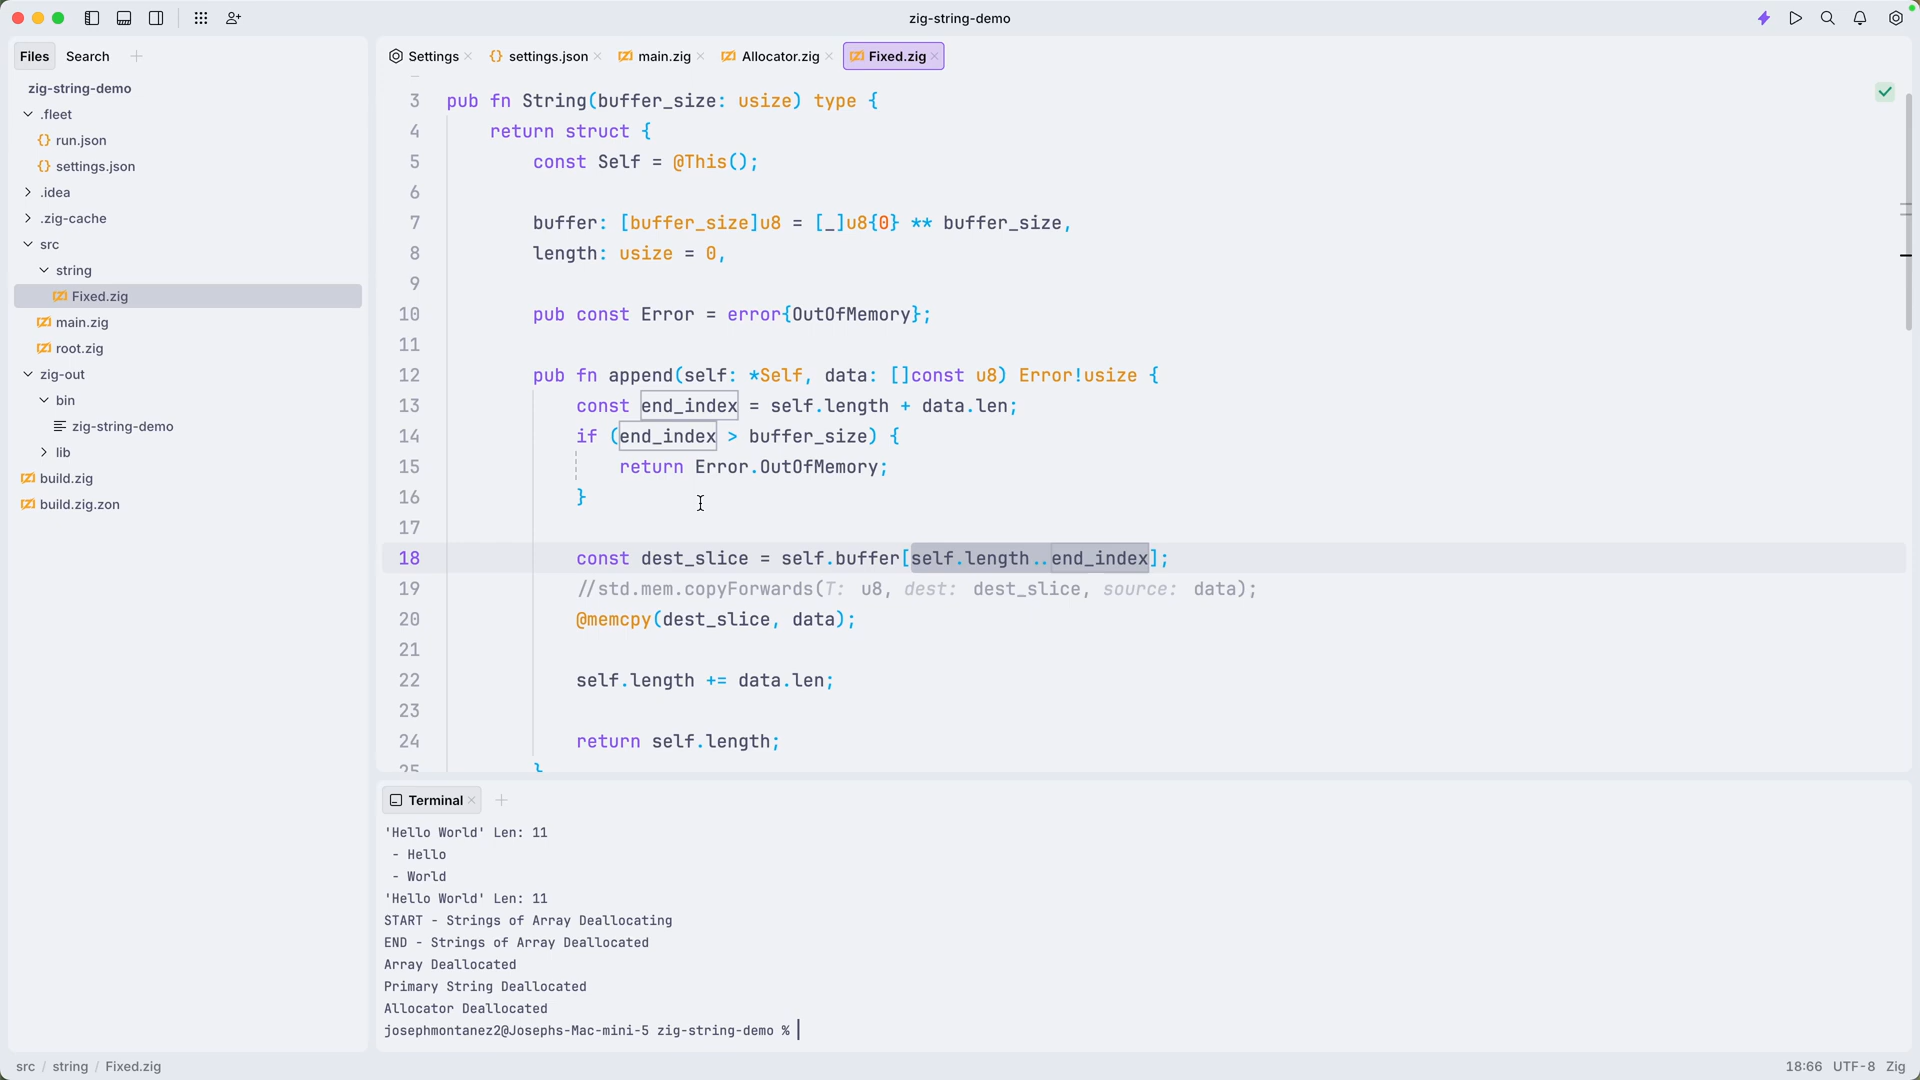 zig-string-demo
Files Search
Settings settings.json main.zig Allocator.zig Fixed.zig
zig-string-demo
.fleet
run.json
settings.json
.idea
.zig-cache
src
string
Fixed.zig
main.zig
root.zig
zig-out
bin
zig-string-demo
lib
build.zig
build.zig.zon
3 pub fn String(buffer_size: usize) type {
4 return struct {
5 const Self = @This();
6
7 buffer: [buffer_size]u8 = [_]u8{0} ** buffer_size,
8 length: usize = 0,
9
10 pub const Error = error{OutOfMemory};
11
12 pub fn append(self: *Self, data: []const u8) Error!usize {
13 const end_index = self.length + data.len;
14 if (end_index > buffer_size) {
15 return Error.OutOfMemory;
16 }
17
18 const dest_slice = self.buffer[self.length..end_index];
19 //std.mem.copyForwards(T: u8, dest: dest_slice, source: data);
20 @memcpy(dest_slice, data);
21
22 self.length += data.len;
23
24 return self.length;
25 }
Terminal
'Hello World' Len: 11
- Hello
- World
'Hello World' Len: 11
START - Strings of Array Deallocating
END - Strings of Array Deallocated
Array Deallocated
Primary String Deallocated
Allocator Deallocated
josephmontanez2@Josephs-Mac-mini-5 zig-string-demo %
src / string / Fixed.zig
18:66 UTF-8 Zig